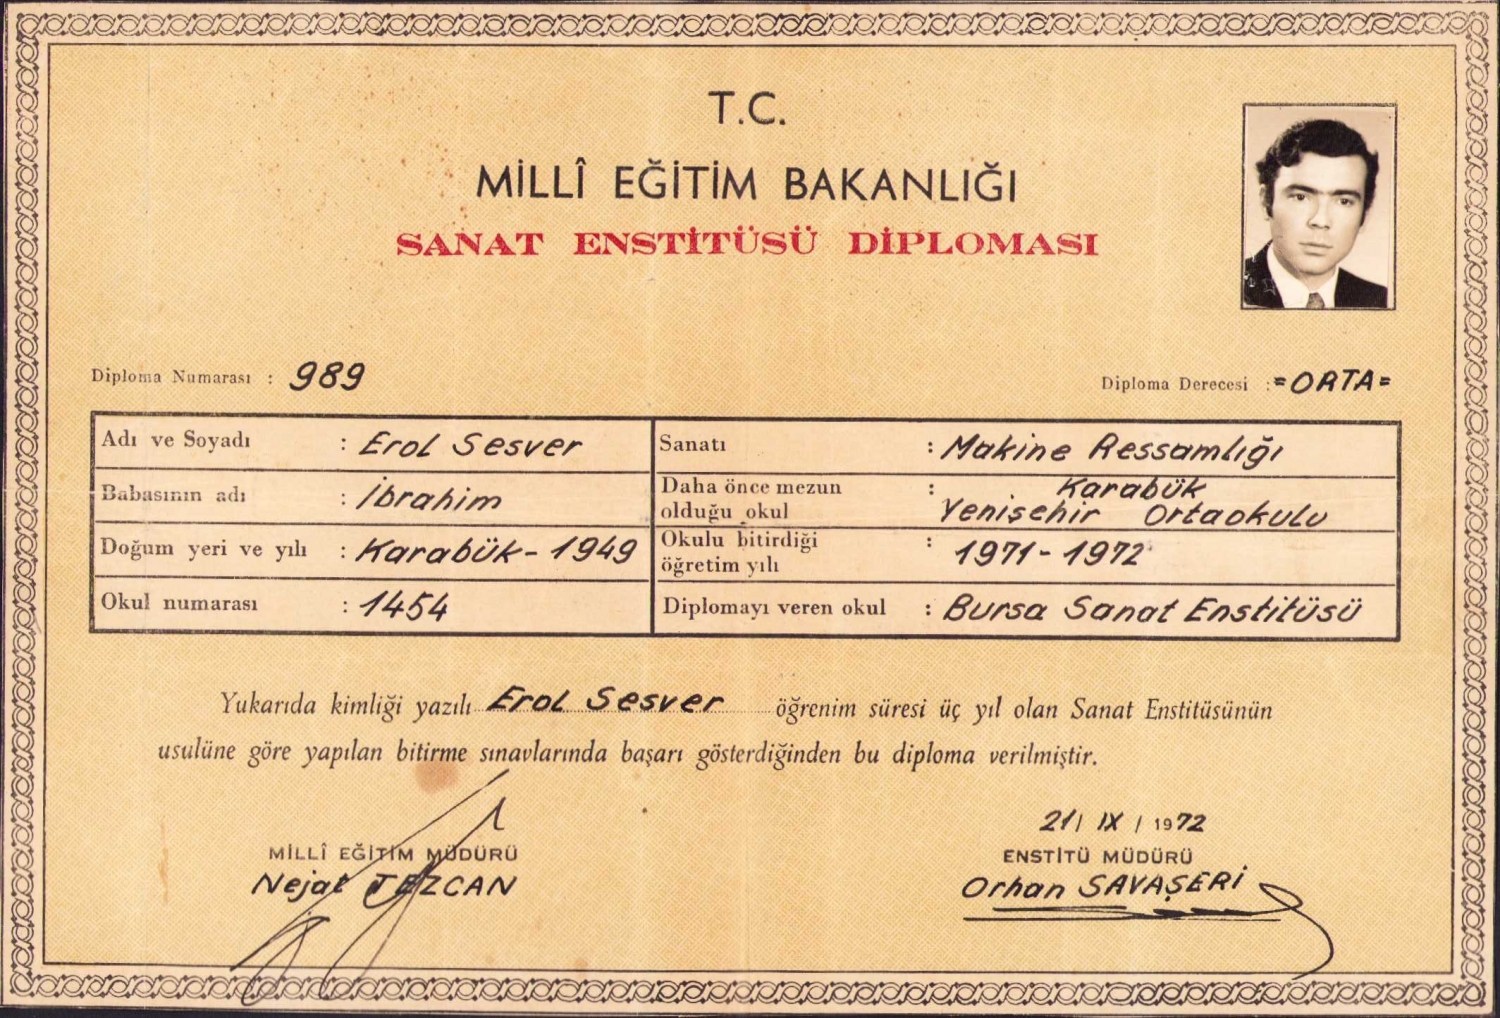 T.C.
MİLLÎ EĞİTİM BAKANLIĞI
SANAT ENSTİTÜSÜ DİPLOMASI
Diploma Numarası : 989
Diploma Derecesi : =ORTA=
Adı ve Soyadı : Erol Sesver
Babasının adı : İbrahim
Doğum yeri ve yılı : Karabük - 1949
Okul numarası : 1454
Sanatı : Makine Ressamlığı
Daha önce mezun : Karabük
olduğu okul Yenişehir Ortaokulu
Okulu bitirdiği : 1971 - 1972
öğretim yılı
Diplomayı veren okul : Bursa Sanat Enstitüsü
Yukarıda kimliği yazılı Erol Sesver öğrenim süresi üç yıl olan Sanat Enstitüsünün
usulüne göre yapılan bitirme sınavlarında başarı gösterdiğinden bu diploma verilmiştir.
MİLLÎ EĞİTİM MÜDÜRÜ
Nejat TEZCAN
21 / IX / 1972
ENSTİTÜ MÜDÜRÜ
Orhan SAVAŞERİ